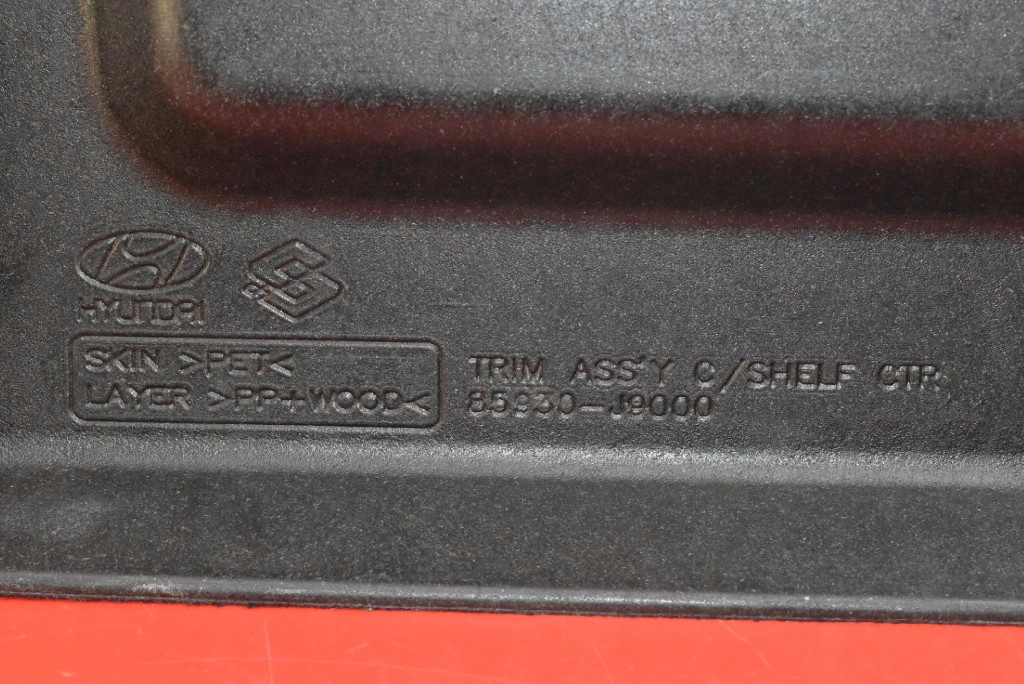 HYUNDAI
SKIN >PET<
LAYER >PP+WOOD<
TRIM ASS'Y C/SHELF CTR
85930-J9000